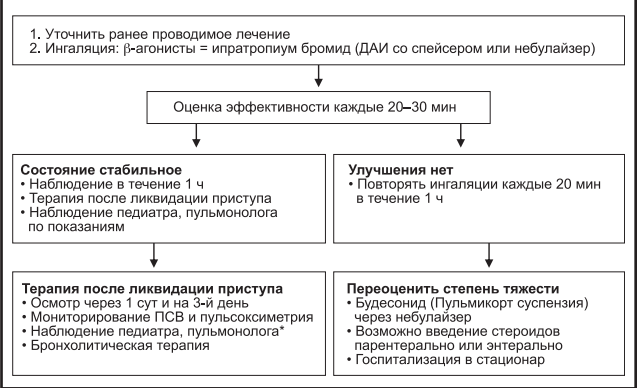 1. Уточнить ранее проводимое лечение
2. Ингаляция: β-агонисты = ипратропиум бромид (ДАИ со спейсером или небулайзер)
Оценка эффективности каждые 20–30 мин
Состояние стабильное
• Наблюдение в течение 1 ч
• Терапия после ликвидации приступа
• Наблюдение педиатра, пульмонолога
по показаниям
Улучшения нет
• Повторять ингаляции каждые 20 мин
в течение 1 ч
Терапия после ликвидации приступа
• Осмотр через 1 сут и на 3-й день
• Мониторирование ПСВ и пульсоксиметрия
• Наблюдение педиатра, пульмонолога*
• Бронхолитическая терапия
Переоценить степень тяжести
• Будесонид (Пульмикорт суспензия)
через небулайзер
• Возможно введение стероидов
парентерально или энтерально
• Госпитализация в стационар